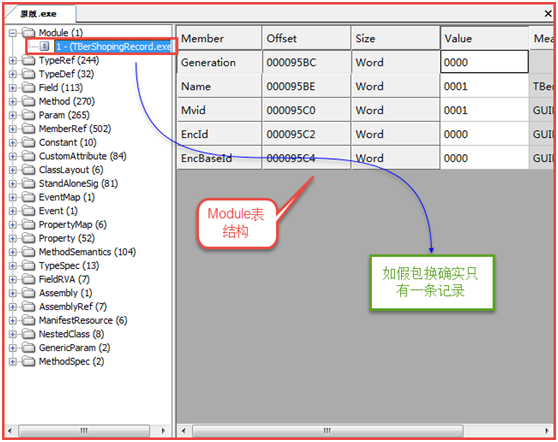 原版.exe
Module (1)
1 - (TBerShopingRecord.exe
TypeRef (244)
TypeDef (32)
Field (113)
Method (270)
Param (265)
MemberRef (502)
Constant (10)
CustomAttribute (84)
ClassLayout (6)
StandAloneSig (81)
EventMap (1)
Event (1)
PropertyMap (6)
Property (52)
MethodSemantics (104)
TypeSpec (13)
FieldRVA (7)
Assembly (1)
AssemblyRef (7)
ManifestResource (6)
NestedClass (8)
GenericParam (2)
MethodSpec (2)
Member Offset Size Value Mea
Generation 000095BC Word 0000
Name 000095BE Word 0001 TBer
Mvid 000095C0 Word 0001 GUID
EncId 000095C2 Word 0000 GUID
EncBaseId 000095C4 Word 0000 GUID
Module表
结构
如假包换确实只
有一条记录